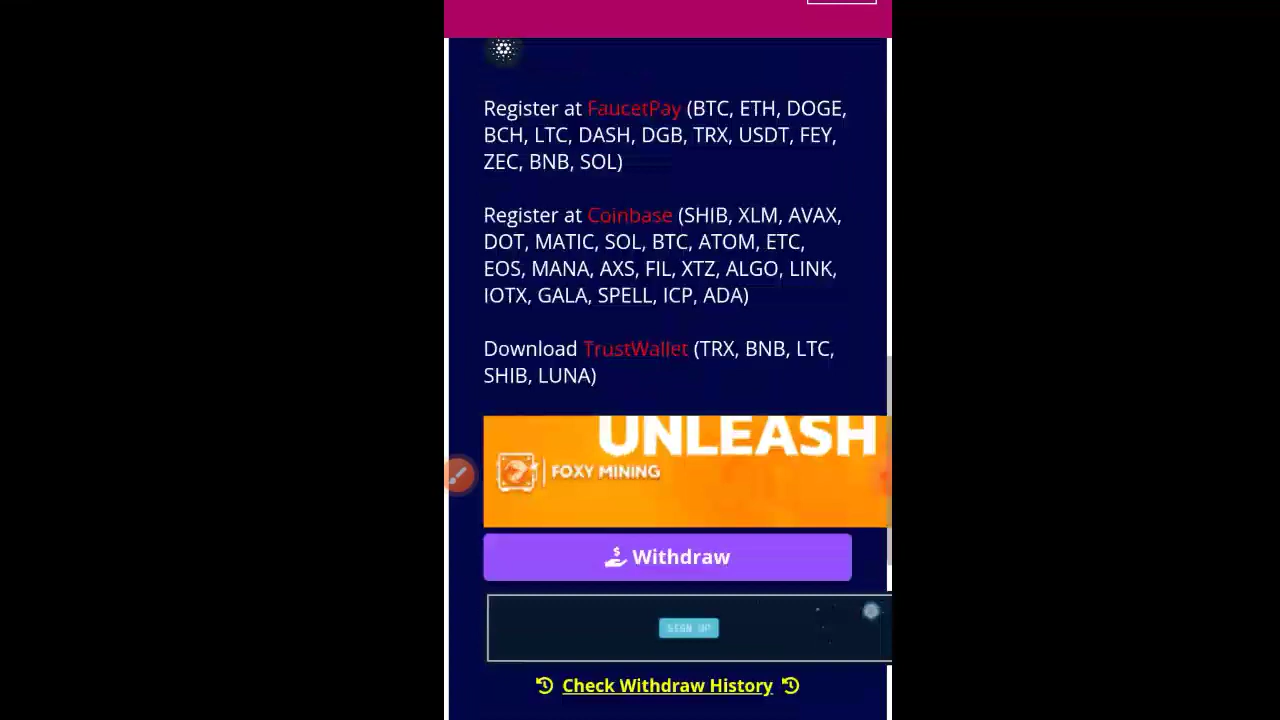 Register at FaucetPay (BTC, ETH, DOGE,
BCH, LTC, DASH, DGB, TRX, USDT, FEY,
ZEC, BNB, SOL)
Register at Coinbase (SHIB, XLM, AVAX,
DOT, MATIC, SOL, BTC, ATOM, ETC,
EOS, MANA, AXS, FIL, XTZ, ALGO, LINK,
IOTX, GALA, SPELL, ICP, ADA)
Download TrustWallet (TRX, BNB, LTC,
SHIB, LUNA)
UNLEASH
FOXY MINING
Withdraw
SIGN UP
Check Withdraw History